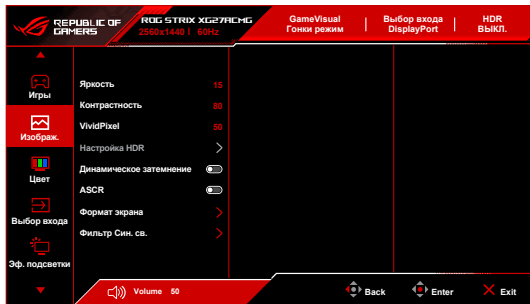 REPUBLIC OF
GAMERS
ROG STRIX XG27ACMG
2560x1440 | 60Hz
GameVisual
Гонки режим
Выбор входа
DisplayPort
HDR
ВЫКЛ.
Игры
Изображ.
Цвет
Выбор входа
Эф. подсветки
Яркость 15
Контрастность 80
VividPixel 50
Настройка HDR
Динамическое затемнение
ASCR
Формат экрана
Фильтр Син. св.
Volume 50
Back
Enter
Exit